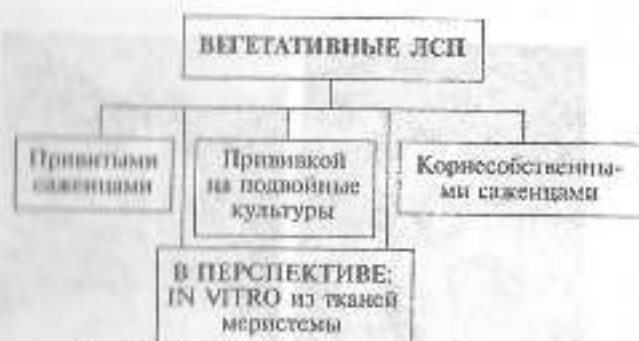 ВЕГЕТАТИВНЫЕ ЛСП
Привитыми
саженцами
Прививкой
на подвойные
культуры
Корнесобственны-
ми саженцами
В ПЕРСПЕКТИВЕ:
IN VITRO из тканей
меристемы